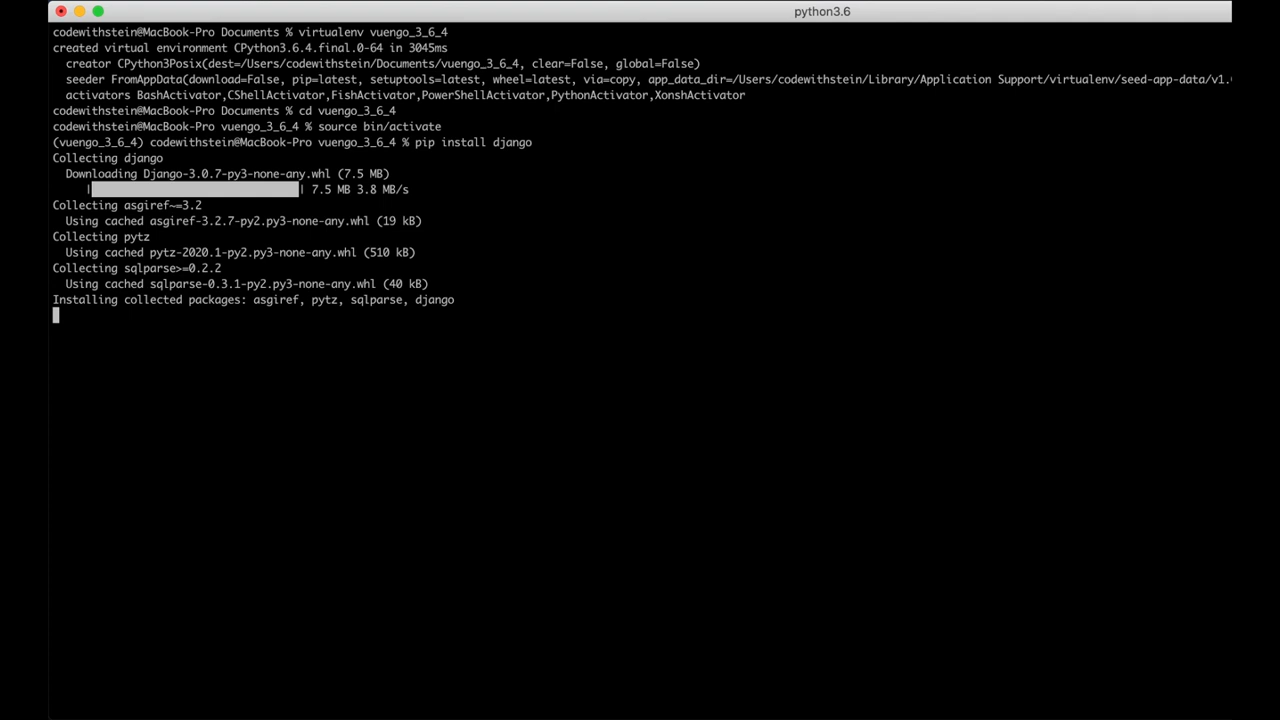 python3.6
codewithstein@MacBook-Pro Documents % virtualenv vuengo_3_6_4
created virtual environment CPython3.6.4.final.0-64 in 3045ms
  creator CPython3Posix(dest=/Users/codewithstein/Documents/vuengo_3_6_4, clear=False, global=False)
  seeder FromAppData(download=False, pip=latest, setuptools=latest, wheel=latest, via=copy, app_data_dir=/Users/codewithstein/Library/Application Support/virtualenv/seed-app-data/v1.
  activators BashActivator,CShellActivator,FishActivator,PowerShellActivator,PythonActivator,XonshActivator
codewithstein@MacBook-Pro Documents % cd vuengo_3_6_4
codewithstein@MacBook-Pro vuengo_3_6_4 % source bin/activate
(vuengo_3_6_4) codewithstein@MacBook-Pro vuengo_3_6_4 % pip install django
Collecting django
  Downloading Django-3.0.7-py3-none-any.whl (7.5 MB)
     |████████████████████████████████| 7.5 MB 3.8 MB/s
Collecting asgiref~=3.2
  Using cached asgiref-3.2.7-py2.py3-none-any.whl (19 kB)
Collecting pytz
  Using cached pytz-2020.1-py2.py3-none-any.whl (510 kB)
Collecting sqlparse>=0.2.2
  Using cached sqlparse-0.3.1-py2.py3-none-any.whl (40 kB)
Installing collected packages: asgiref, pytz, sqlparse, django